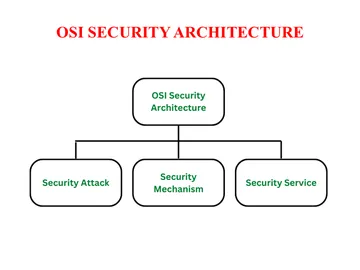 OSI SECURITY ARCHITECTURE
OSI Security
Architecture
Security Attack
Security
Mechanism
Security Service